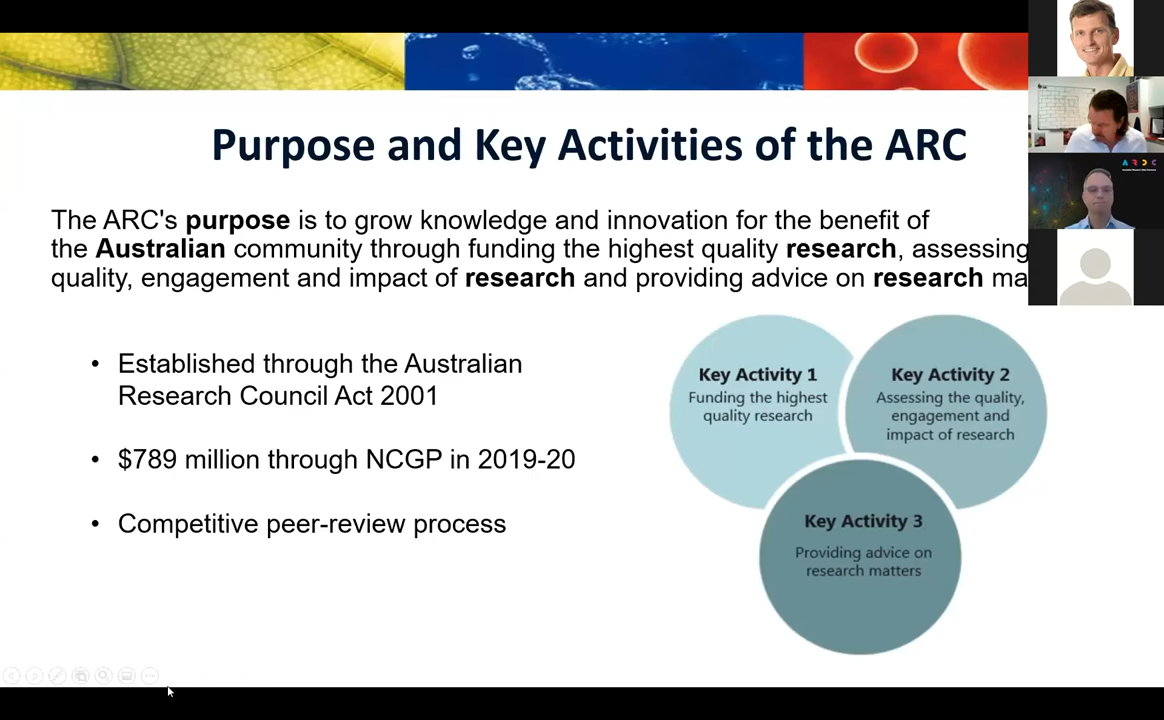 Purpose and Key Activities of the ARC
The ARC's purpose is to grow knowledge and innovation for the benefit of
the Australian community through funding the highest quality research, assessing
quality, engagement and impact of research and providing advice on research ma
• Established through the Australian
Research Council Act 2001
• $789 million through NCGP in 2019-20
• Competitive peer-review process
Key Activity 1
Funding the highest
quality research
Key Activity 2
Assessing the quality,
engagement and
impact of research
Key Activity 3
Providing advice on
research matters
ARDC